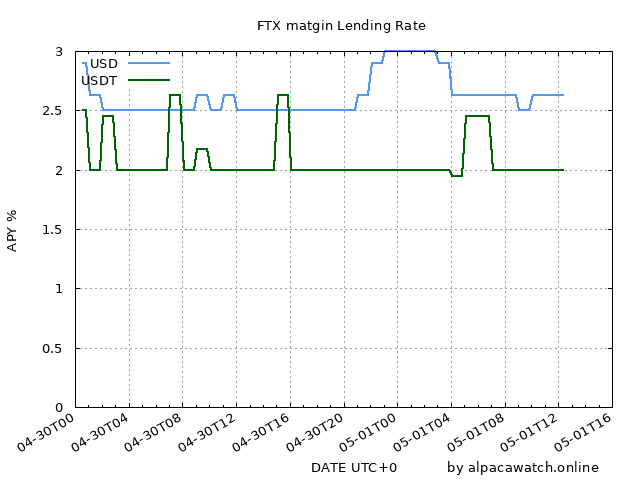 FTX matgin Lending Rate
3
USD
USDT
2.5
2
1.5
1
0.5
0
APY %
04-30T00
04-30T04
04-30T08
04-30T12
04-30T16
04-30T20
05-01T00
05-01T04
05-01T08
05-01T12
05-01T16
DATE UTC+0
by alpacawatch.online